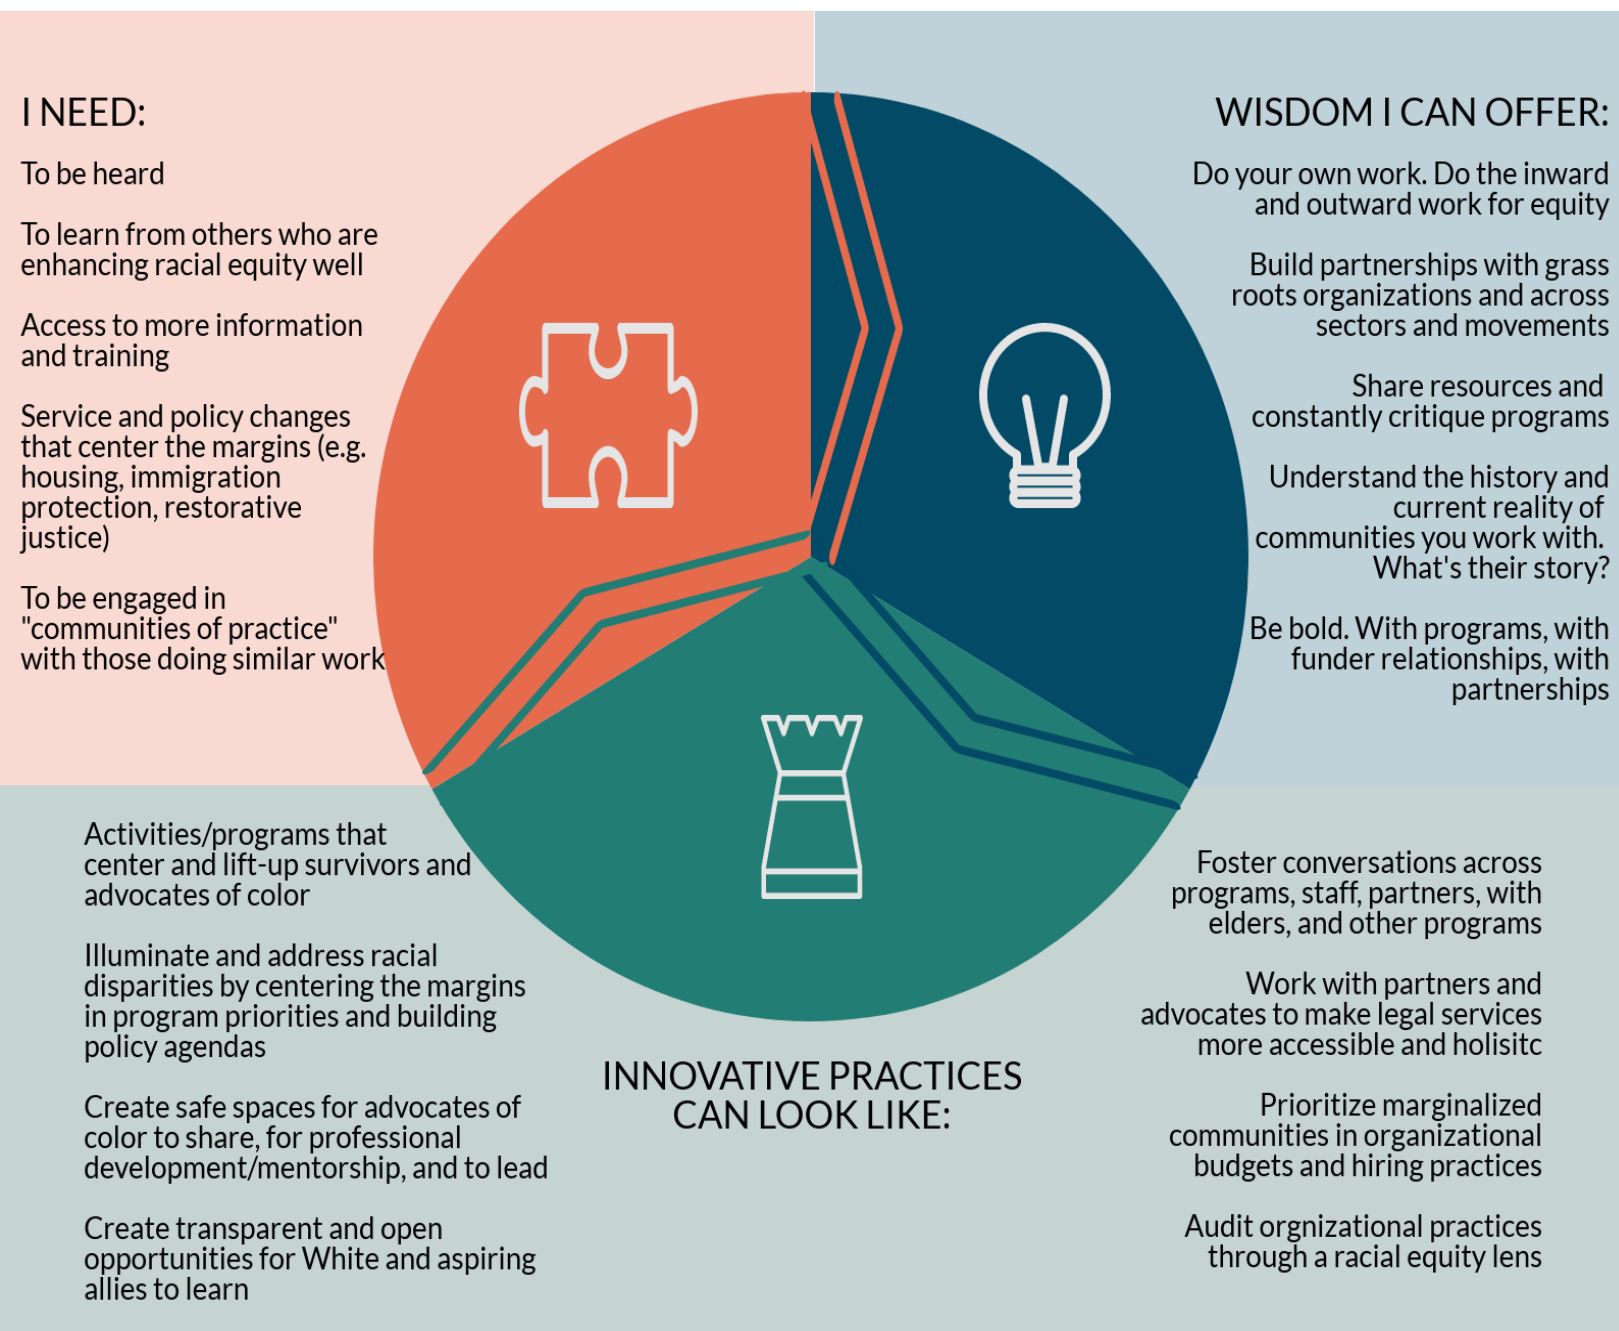 I NEED:
To be heard
To learn from others who are
enhancing racial equity well
Access to more information
and training
Service and policy changes
that center the margins (e.g.
housing, immigration
protection, restorative
justice)
To be engaged in
"communities of practice"
with those doing similar work
WISDOM I CAN OFFER:
Do your own work. Do the inward
and outward work for equity
Build partnerships with grass
roots organizations and across
sectors and movements
Share resources and
constantly critique programs
Understand the history and
current reality of
communities you work with.
What's their story?
Be bold. With programs, with
funder relationships, with
partnerships
INNOVATIVE PRACTICES
CAN LOOK LIKE:
Activities/programs that
center and lift-up survivors and
advocates of color
Illuminate and address racial
disparities by centering the margins
in program priorities and building
policy agendas
Create safe spaces for advocates of
color to share, for professional
development/mentorship, and to lead
Create transparent and open
opportunities for White and aspiring
allies to learn
Foster conversations across
programs, staff, partners, with
elders, and other programs
Work with partners and
advocates to make legal services
more accessible and holisitc
Prioritize marginalized
communities in organizational
budgets and hiring practices
Audit orgnizational practices
through a racial equity lens